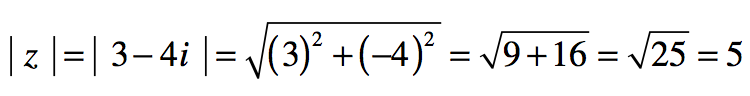 | z | = | 3 – 4i | = √((3)² + (–4)²) = √(9 + 16) = √25 = 5